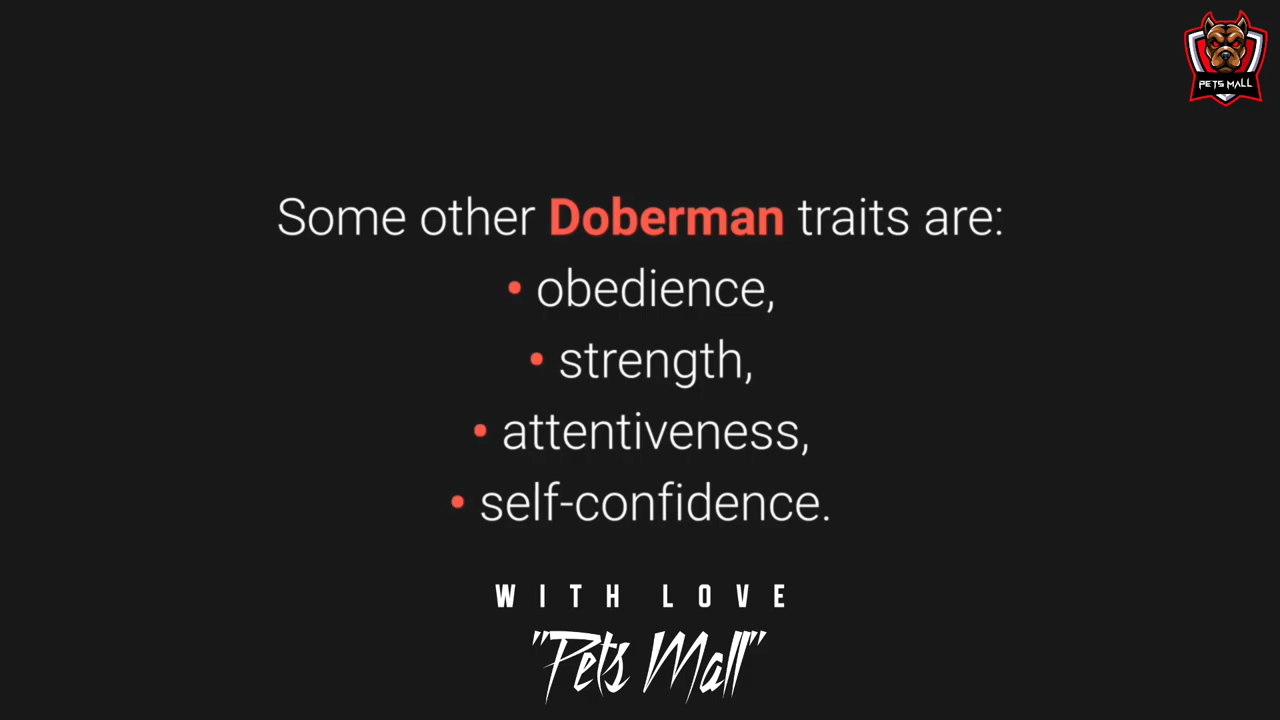 PETS MALL
Some other Doberman traits are:
• obedience,
• strength,
• attentiveness,
• self-confidence.
WITH LOVE
"Pets Mall"